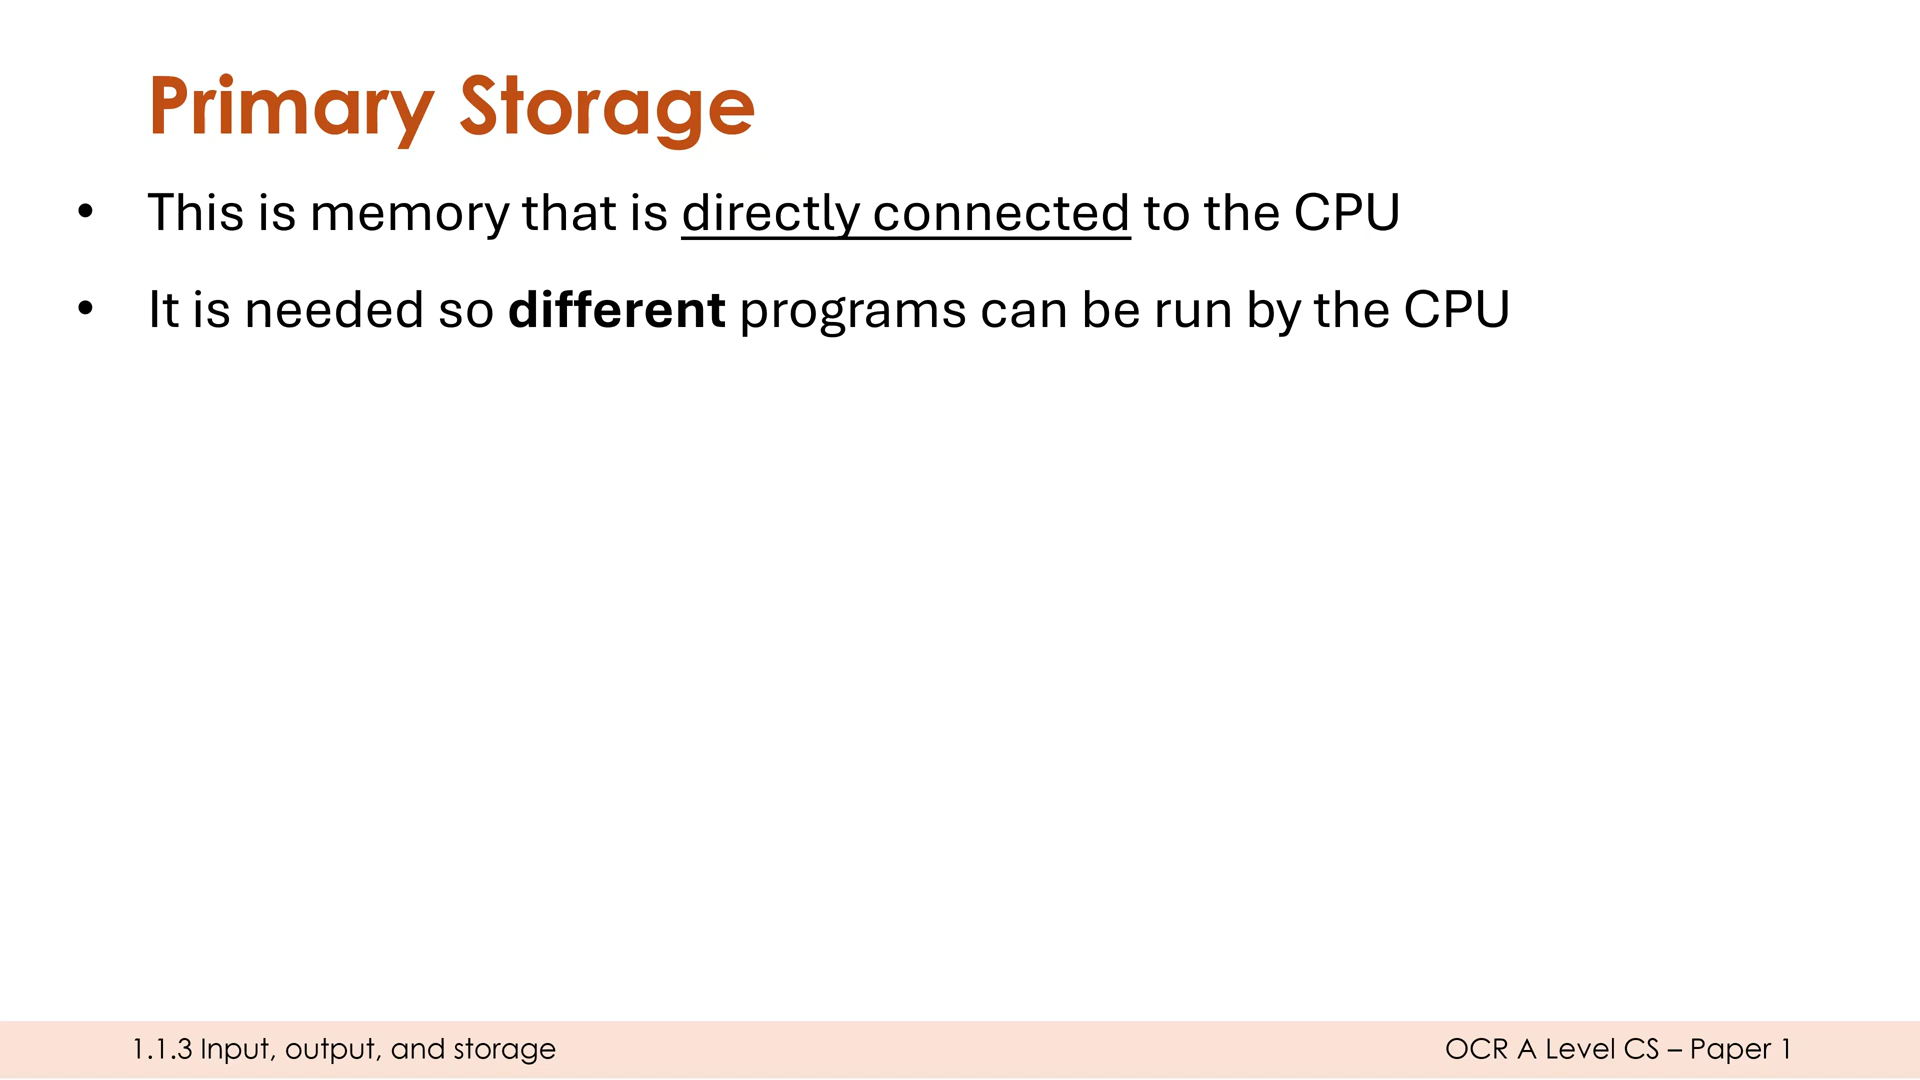 Primary Storage
• This is memory that is directly connected to the CPU
• It is needed so different programs can be run by the CPU
1.1.3 Input, output, and storage
OCR A Level CS – Paper 1